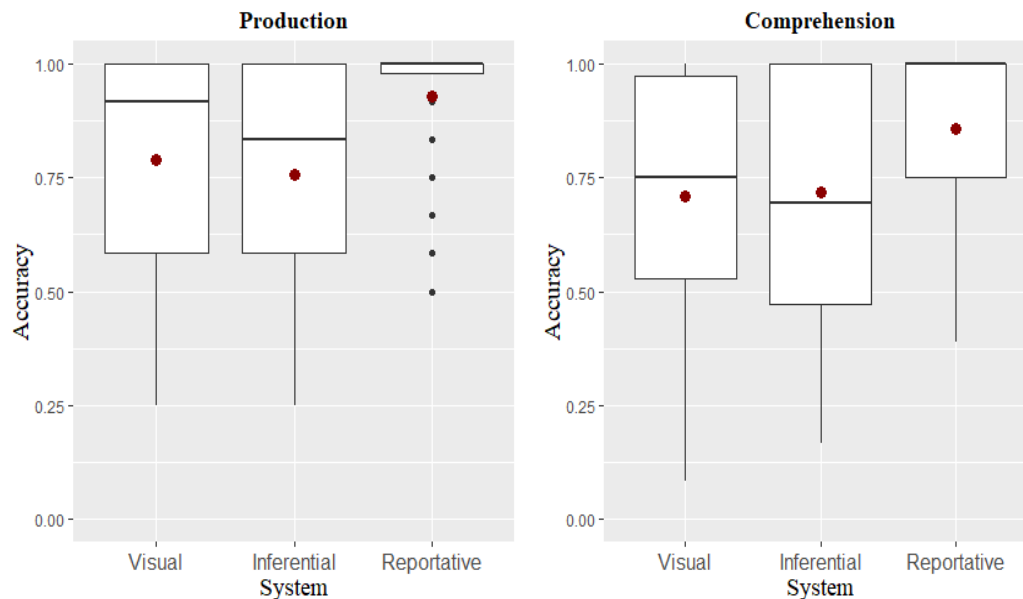 Production
1.00
0.75
0.50
0.25
0.00
Accuracy
Visual Inferential Reportative
System
Comprehension
1.00
0.75
0.50
0.25
0.00
Accuracy
Visual Inferential Reportative
System